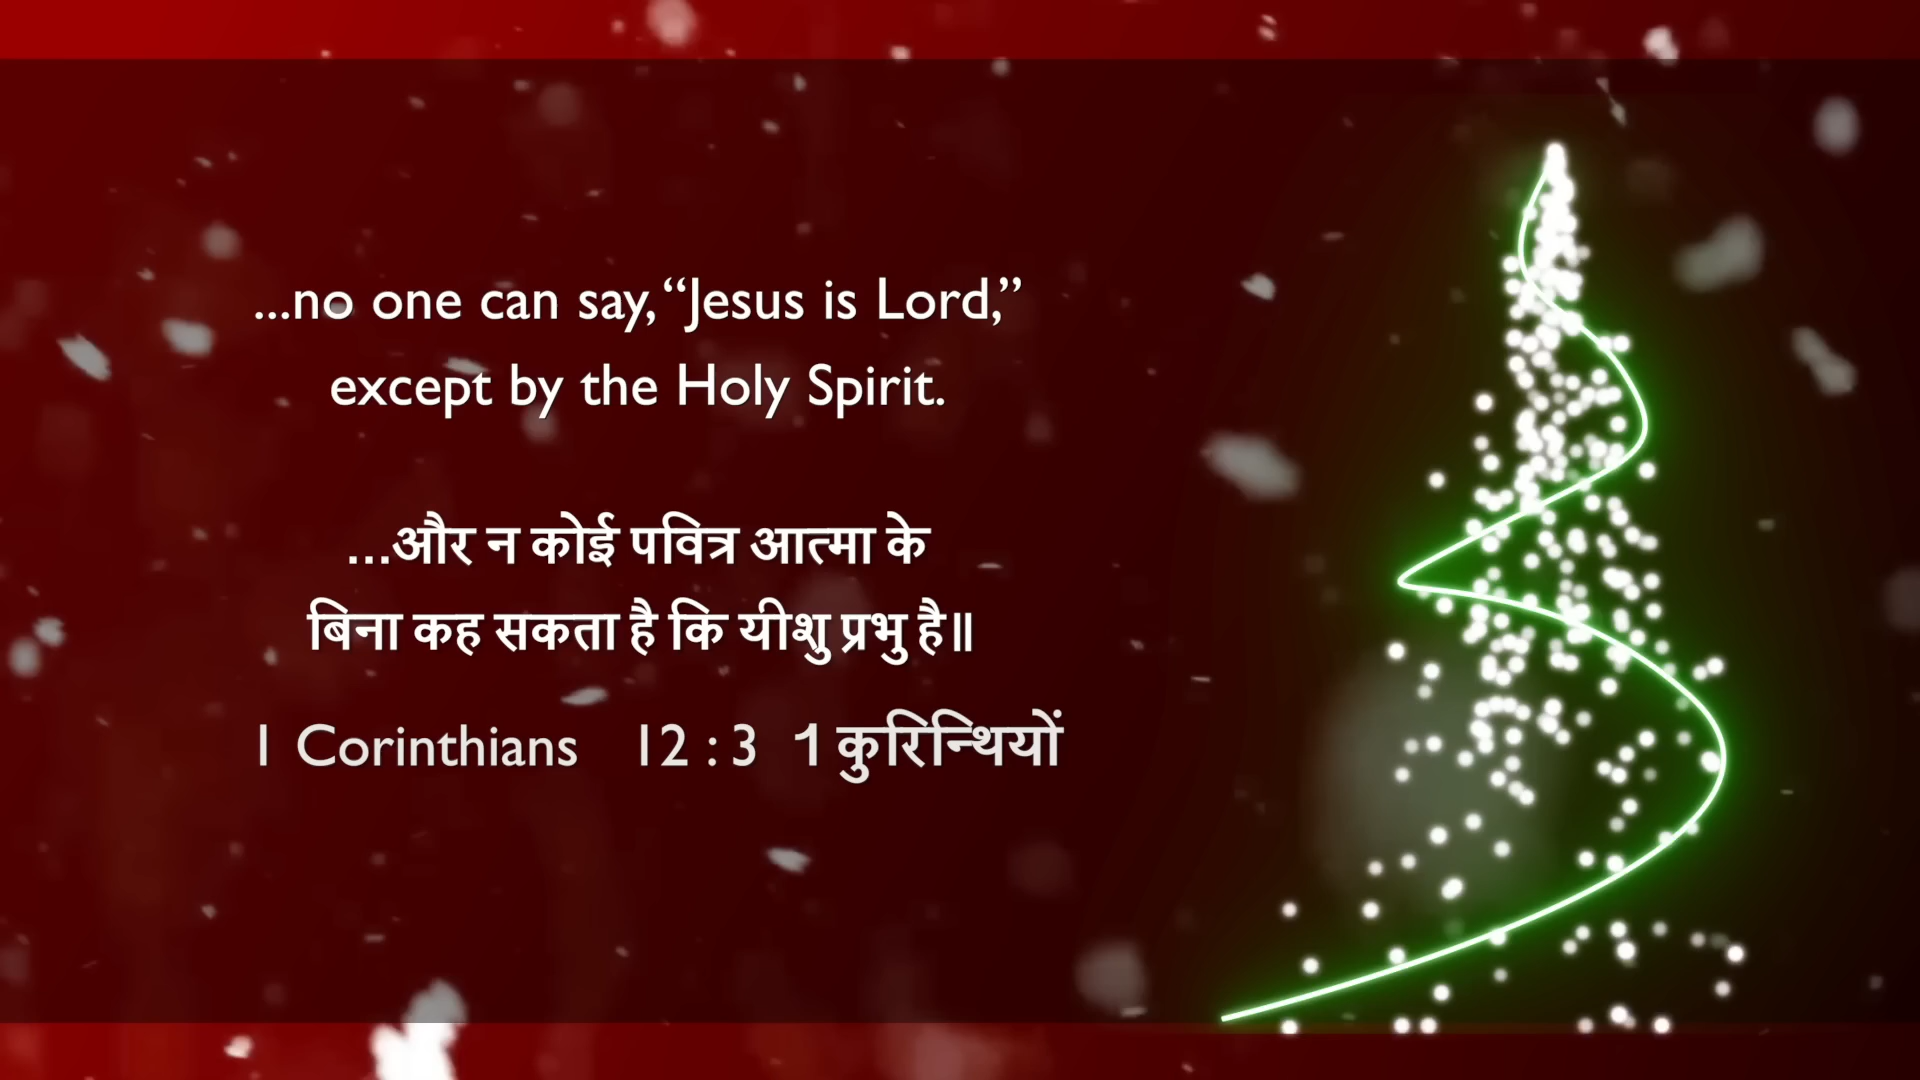 ...no one can say, “Jesus is Lord,”
except by the Holy Spirit.
...और न कोई पवित्र आत्मा के
बिना कह सकता है कि यीशु प्रभु है॥
1 Corinthians 12 : 3 1 कुरिन्थियों